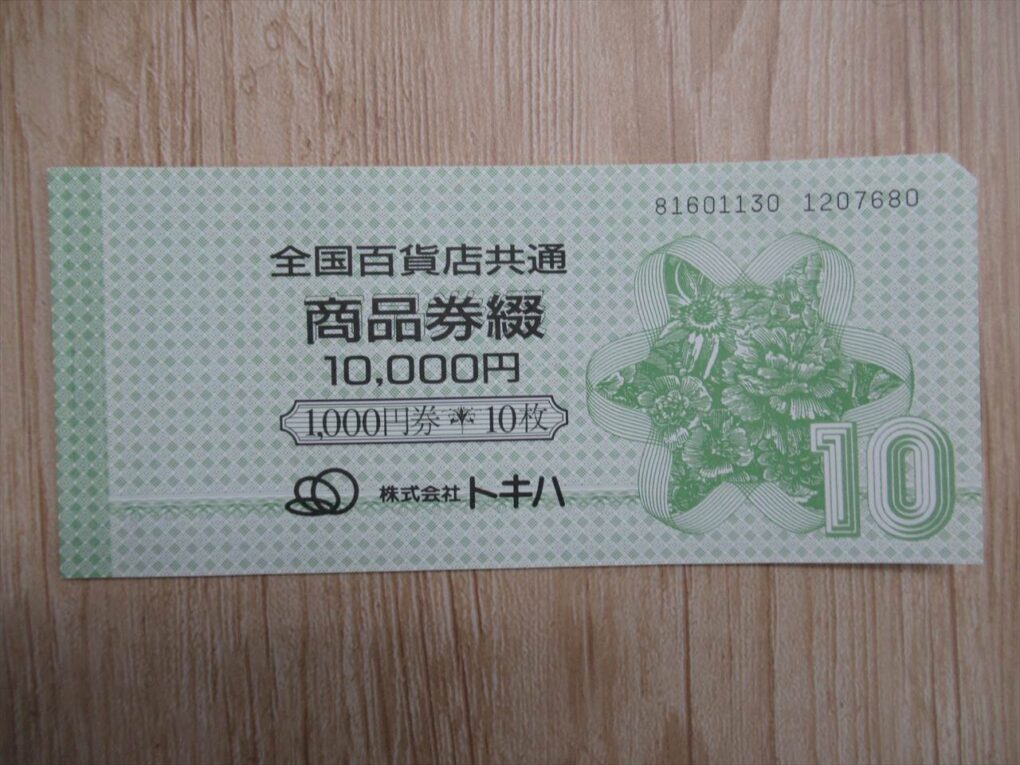 81601130 1207680
全国百貨店共通
商品券綴
10,000円
1,000円券 10枚
株式会社トキハ
10